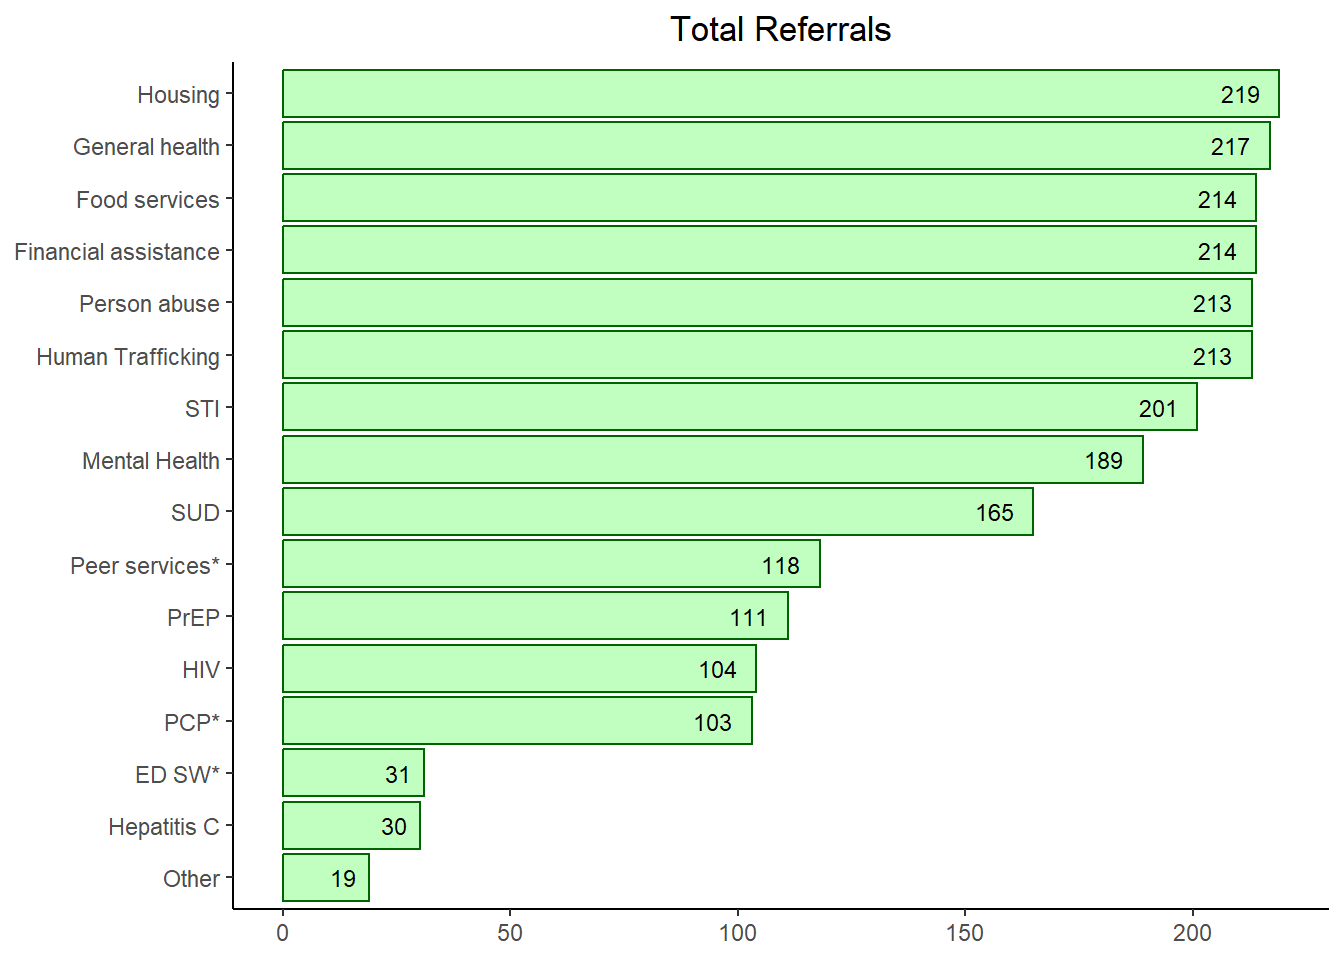 Total Referrals
Housing 219
General health 217
Food services 214
Financial assistance 214
Person abuse 213
Human Trafficking 213
STI 201
Mental Health 189
SUD 165
Peer services* 118
PrEP 111
HIV 104
PCP* 103
ED SW* 31
Hepatitis C 30
Other 19
0 50 100 150 200